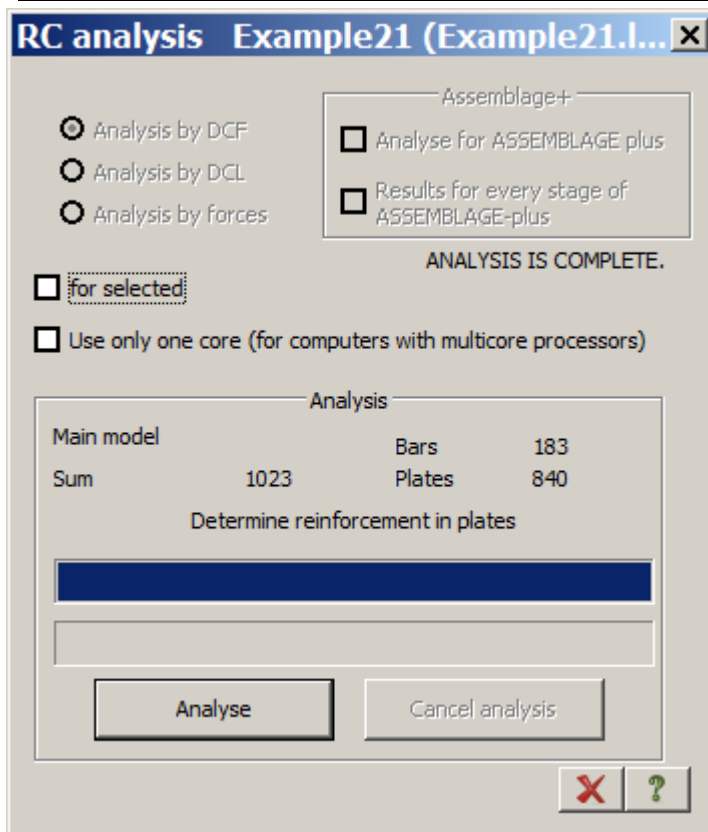 RC analysis Example21 (Example21.l...
Assemblage+
Analysis by DCF
Analyse for ASSEMBLAGE plus
Analysis by DCL
Results for every stage of
ASSEMBLAGE-plus
Analysis by forces
ANALYSIS IS COMPLETE.
for selected
Use only one core (for computers with multicore processors)
Analysis
Main model
Bars 183
Sum 1023 Plates 840
Determine reinforcement in plates
Analyse Cancel analysis
?